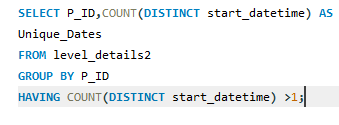 SELECT P_ID,COUNT(DISTINCT start_datetime) AS
Unique_Dates
FROM level_details2
GROUP BY P_ID
HAVING COUNT(DISTINCT start_datetime) >1;